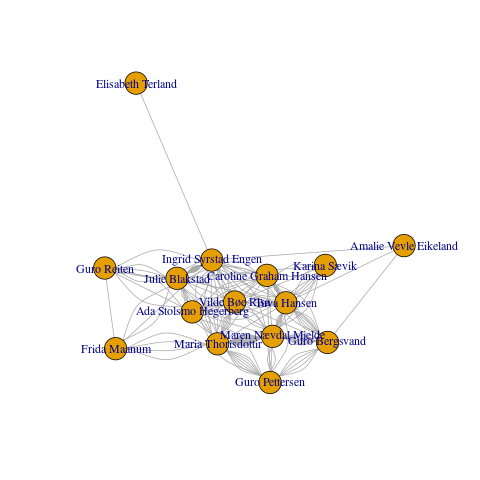 Elisabeth Terland
Amalie Vevle Eikeland
Ingrid Syrstad Engen
Karina Sævik
Guro Reiten
Caroline Graham Hansen
Julie Blakstad
Vilde Bøe Risa
Tuva Hansen
Ada Stolsmo Hegerberg
Maren Nævdal Mjelde
Guro Bergsvand
Maria Thorisdottir
Frida Maanum
Guro Pettersen